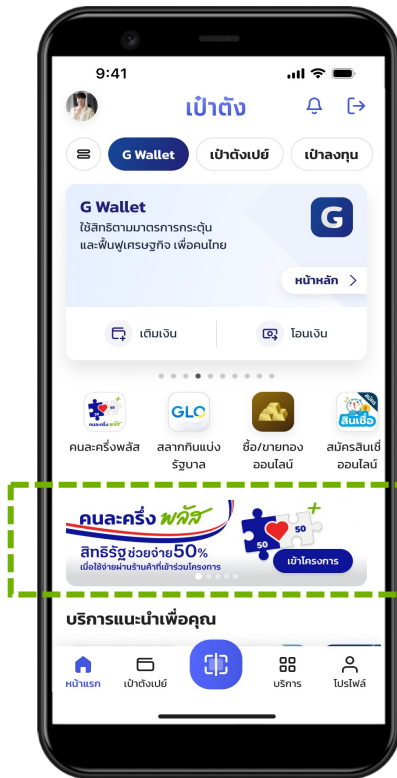 9:41
เป๋าตัง
G Wallet
เป๋าตังเปย์
เป๋าลงทุน
G Wallet
ใช้สิทธิตามมาตรการกระตุ้น
และฟื้นฟูเศรษฐกิจ เพื่อคนไทย
G
หน้าหลัก >
เติมเงิน
โอนเงิน
GLO
สินเชื่อ
คนละครึ่งพลัส
สลากกินแบ่ง
รัฐบาล
ซื้อ/ขายทอง
ออนไลน์
สมัครสินเชื่
ออนไลน์
คนละครึ่ง พลัส
สิทธิรัฐช่วยจ่าย50%
เมื่อใช้จ่ายผ่านร้านค้าที่เข้าร่วมโครงการ
50
50
เข้าโครงการ
บริการแนะนำเพื่อคุณ
หน้าแรก
เป๋าตังเปย์
บริการ
โปรไฟล์